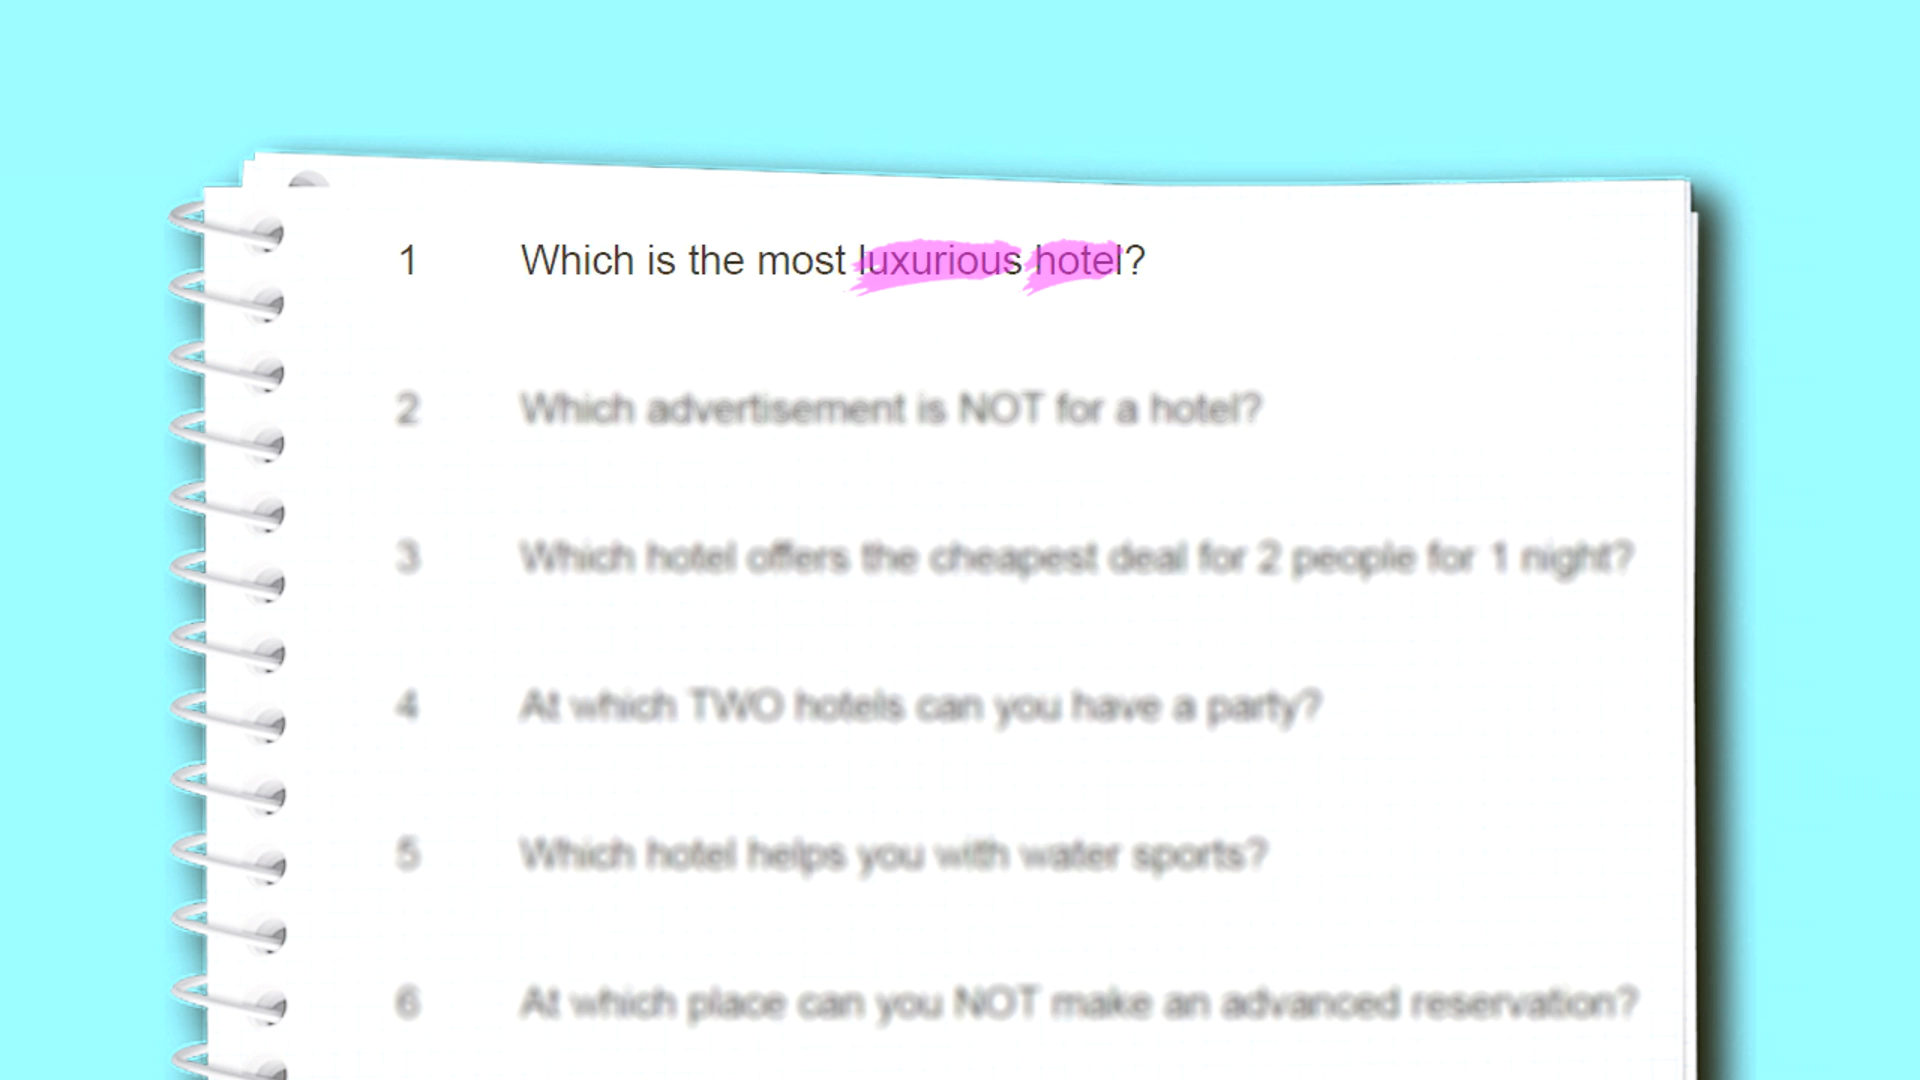 1 Which is the most luxurious hotel?
2 Which advertisement is NOT for a hotel?
3 Which hotel offers the cheapest deal for 2 people for 1 night?
4 At which TWO hotels can you have a party?
5 Which hotel helps you with water sports?
6 At which place can you NOT make an advanced reservation?